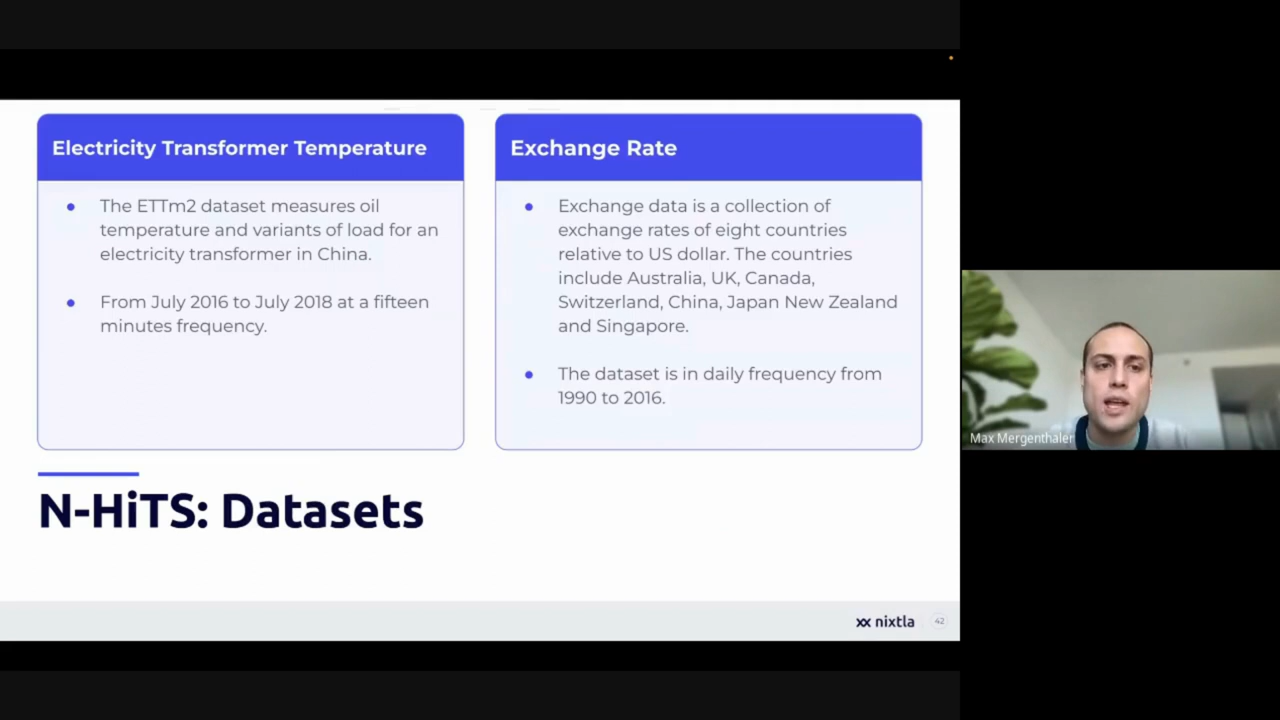 Electricity Transformer Temperature
● The ETTm2 dataset measures oil
temperature and variants of load for an
electricity transformer in China.
● From July 2016 to July 2018 at a fifteen
minutes frequency.
Exchange Rate
● Exchange data is a collection of
exchange rates of eight countries
relative to US dollar. The countries
include Australia, UK, Canada,
Switzerland, China, Japan New Zealand
and Singapore.
● The dataset is in daily frequency from
1990 to 2016.
N-HiTS: Datasets
nixtla
42
Max Mergenthaler